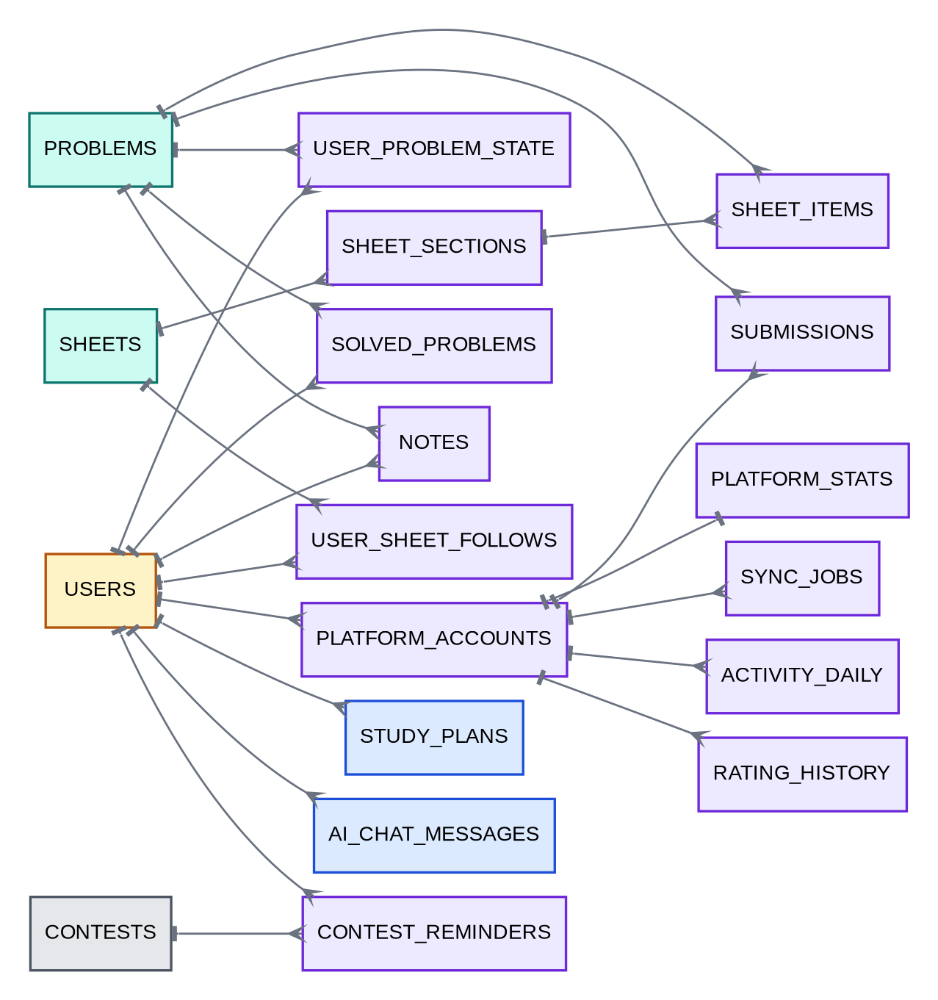 PROBLEMS
USER_PROBLEM_STATE
SHEET_ITEMS
SHEET_SECTIONS
SHEETS
SOLVED_PROBLEMS
SUBMISSIONS
NOTES
PLATFORM_STATS
USER_SHEET_FOLLOWS
USERS
SYNC_JOBS
PLATFORM_ACCOUNTS
ACTIVITY_DAILY
STUDY_PLANS
RATING_HISTORY
AI_CHAT_MESSAGES
CONTESTS
CONTEST_REMINDERS